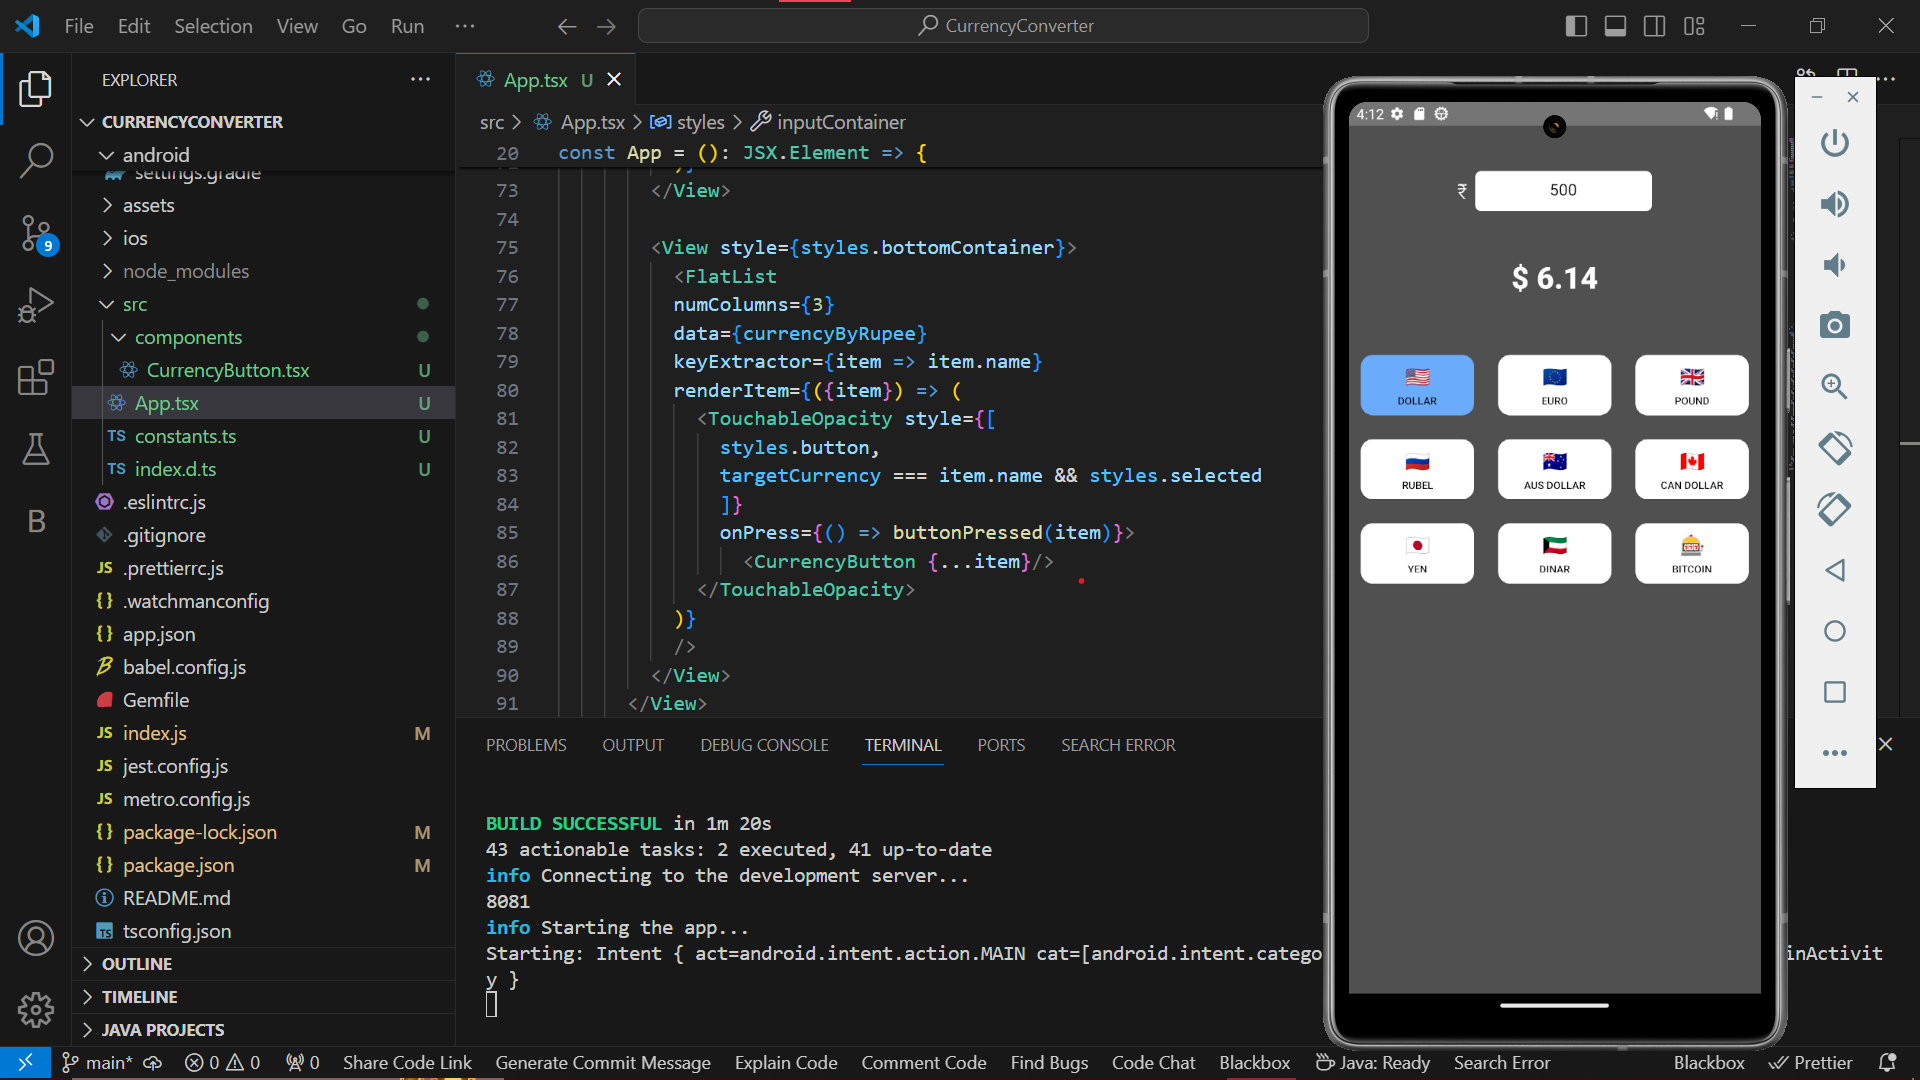 File Edit Selection View Go Run ··· CurrencyConverter
EXPLORER
CURRENCYCONVERTER
android
settings.gradle
assets
ios
node_modules
src
components
CurrencyButton.tsx U
App.tsx U
TS constants.ts U
TS index.d.ts U
.eslintrc.js
.gitignore
JS .prettierrc.js
{} .watchmanconfig
{} app.json
babel.config.js
Gemfile
JS index.js M
JS jest.config.js
JS metro.config.js
{} package-lock.json M
{} package.json M
README.md
TS tsconfig.json
OUTLINE
TIMELINE
JAVA PROJECTS
9
B
App.tsx U
src > App.tsx > styles > inputContainer
20 const App = (): JSX.Element => {
73 </View>
74
75 <View style={styles.bottomContainer}>
76 <FlatList
77 numColumns={3}
78 data={currencyByRupee}
79 keyExtractor={item => item.name}
80 renderItem={({item}) => (
81 <TouchableOpacity style={[
82 styles.button,
83 targetCurrency === item.name && styles.selected
84 ]}
85 onPress={() => buttonPressed(item)}>
86 <CurrencyButton {...item}/>
87 </TouchableOpacity>
88 )}
89 />
90 </View>
91 </View>
PROBLEMS OUTPUT DEBUG CONSOLE TERMINAL PORTS SEARCH ERROR
BUILD SUCCESSFUL in 1m 20s
43 actionable tasks: 2 executed, 41 up-to-date
info Connecting to the development server...
8081
info Starting the app...
Starting: Intent { act=android.intent.action.MAIN cat=[android.intent.catego
inActivit
y }
4:12
₹ 500
$ 6.14
DOLLAR EURO POUND
RUBEL AUS DOLLAR CAN DOLLAR
YEN DINAR BITCOIN
main* 0 0 0 Share Code Link Generate Commit Message Explain Code Comment Code Find Bugs Code Chat Blackbox Java: Ready Search Error Blackbox Prettier